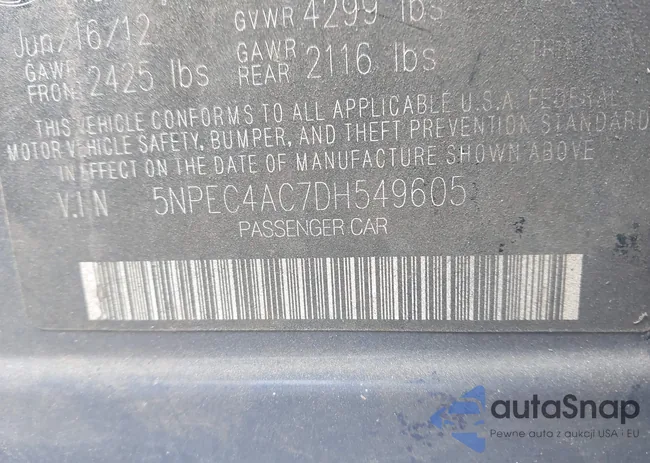 GVWR 4299 lbs
Jun/16/12
GAWR GAWR
FRONT 2425 lbs REAR 2116 lbs
THIS VEHICLE CONFORMS TO ALL APPLICABLE U.S.A. FEDERAL
MOTOR VEHICLE SAFETY, BUMPER, AND THEFT PREVENTION STANDARD
IN EFFECT ON THE DATE OF MANUFACTURE SHOWN ABOVE.
V.I.N 5NPEC4AC7DH549605
PASSENGER CAR
autaSnap
Pewne auta z aukcji USA i EU